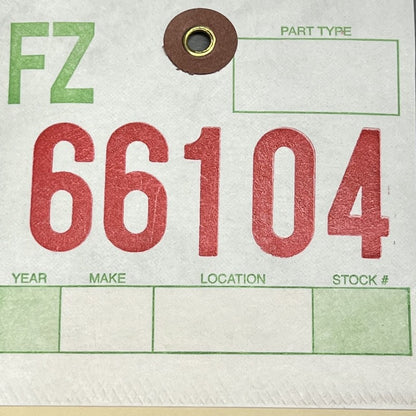 FZ
PART TYPE
66104
YEAR MAKE LOCATION STOCK #